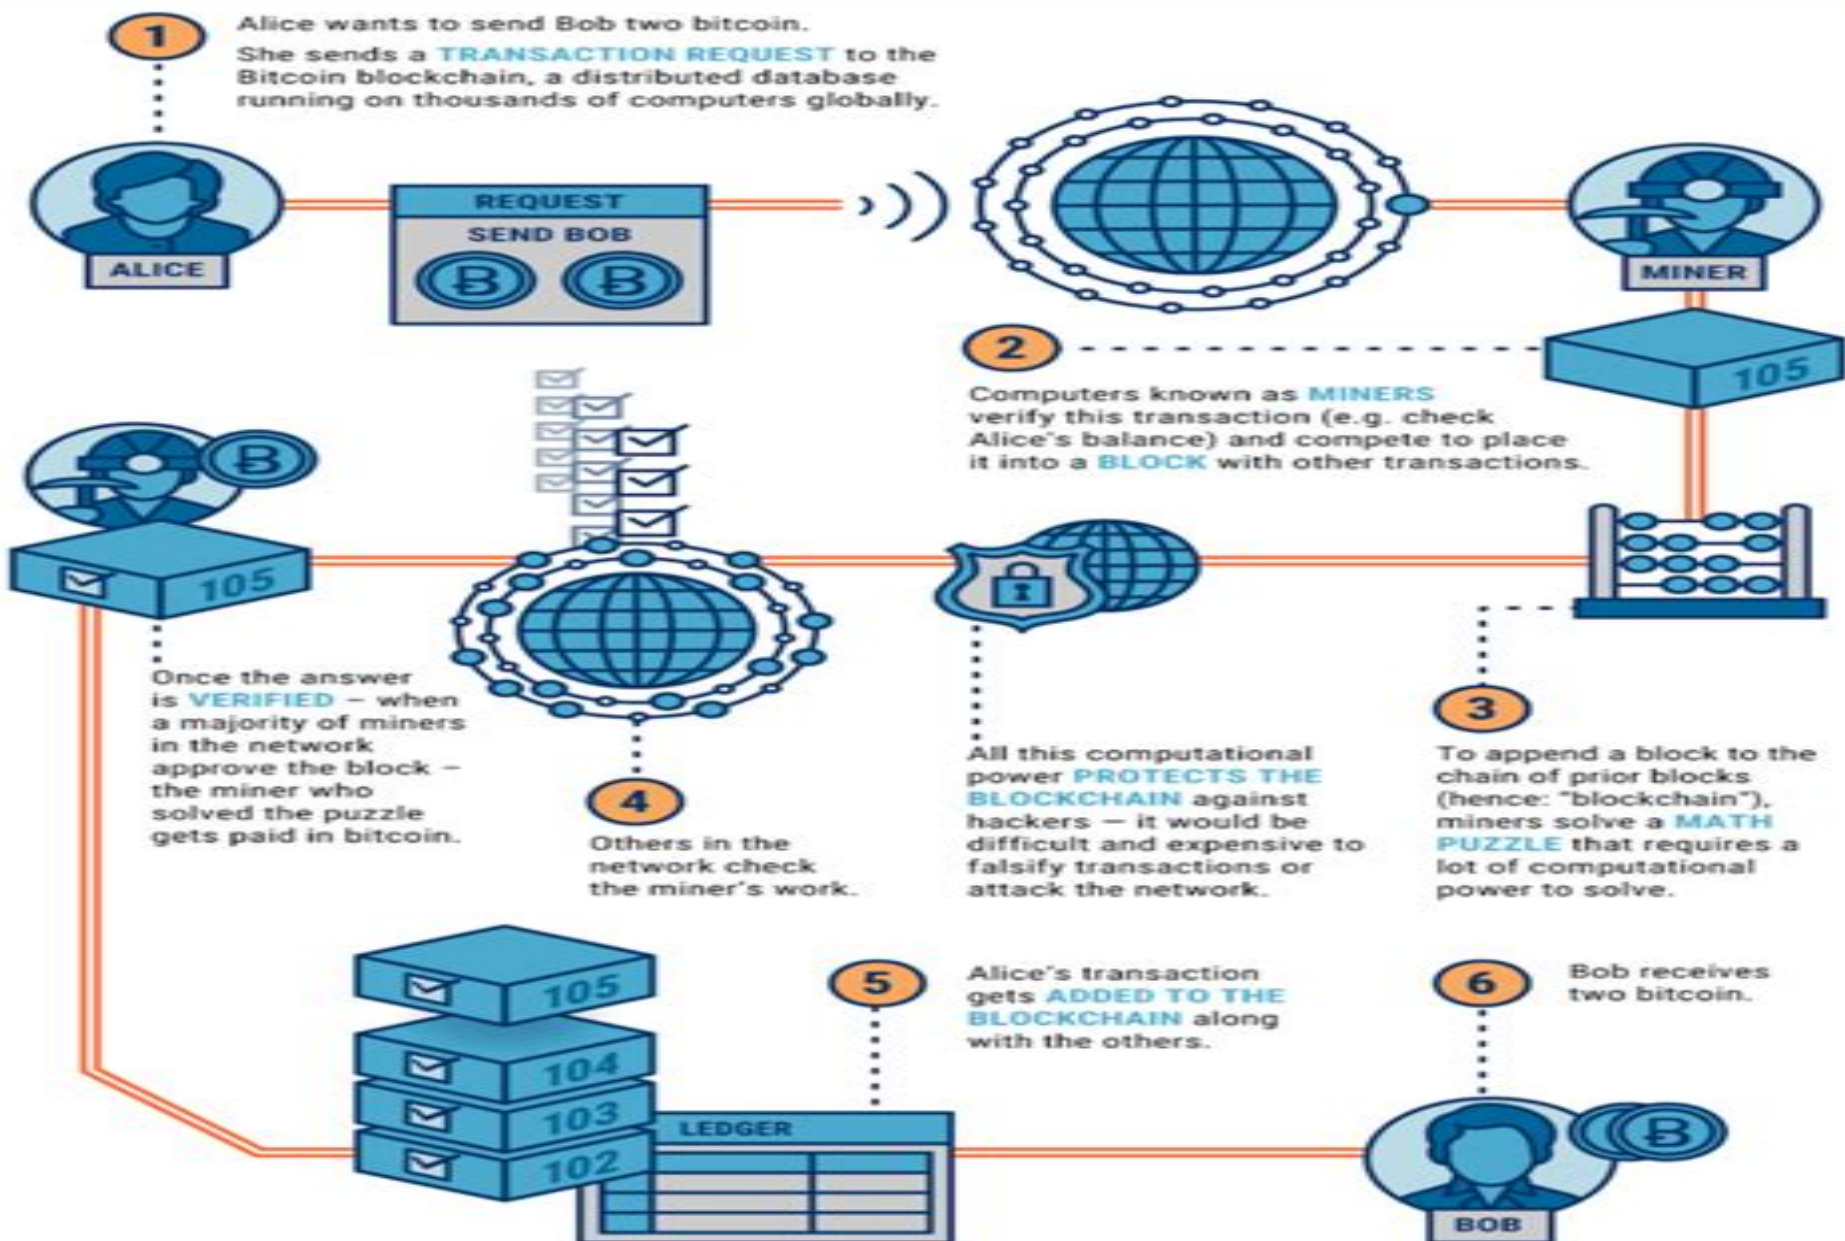 1
Alice wants to send Bob two bitcoin.
She sends a TRANSACTION REQUEST to the
Bitcoin blockchain, a distributed database
running on thousands of computers globally.
ALICE
REQUEST
SEND BOB
MINER
105
2
Computers known as MINERS
verify this transaction (e.g. check
Alice's balance) and compete to place
it into a BLOCK with other transactions.
3
To append a block to the
chain of prior blocks
(hence: "blockchain"),
miners solve a MATH
PUZZLE that requires a
lot of computational
power to solve.
All this computational
power PROTECTS THE
BLOCKCHAIN against
hackers – it would be
difficult and expensive to
falsify transactions or
attack the network.
4
Others in the
network check
the miner's work.
105
Once the answer
is VERIFIED – when
a majority of miners
in the network
approve the block –
the miner who
solved the puzzle
gets paid in bitcoin.
105
104
103
102
LEDGER
5
Alice's transaction
gets ADDED TO THE
BLOCKCHAIN along
with the others.
6
Bob receives
two bitcoin.
BOB